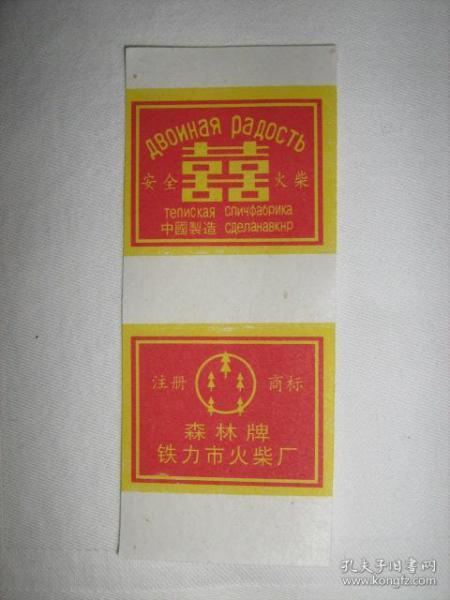 двоиная радость
安全 囍 火柴
тепиская спичфабрика
中國製造 сделанавкнр
注册 商标
森林牌
铁力市火柴厂
孔夫子旧书网
www.kongfz.com